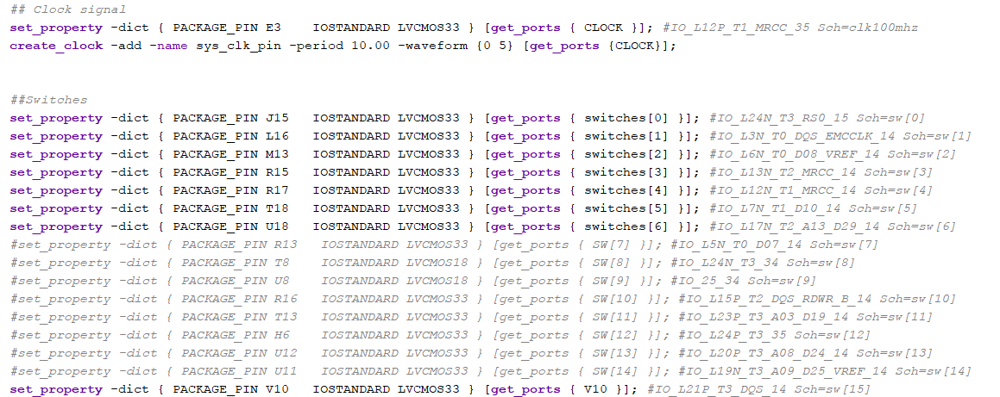 ## Clock signal
set_property -dict { PACKAGE_PIN E3    IOSTANDARD LVCMOS33 } [get_ports { CLOCK }]; #IO_L12P_T1_MRCC_35 Sch=clk100mhz
create_clock -add -name sys_clk_pin -period 10.00 -waveform {0 5} [get_ports {CLOCK}];
##Switches
set_property -dict { PACKAGE_PIN J15   IOSTANDARD LVCMOS33 } [get_ports { switches[0] }]; #IO_L24N_T3_RS0_15 Sch=sw[0]
set_property -dict { PACKAGE_PIN L16   IOSTANDARD LVCMOS33 } [get_ports { switches[1] }]; #IO_L3N_T0_DQS_EMCCLK_14 Sch=sw[1]
set_property -dict { PACKAGE_PIN M13   IOSTANDARD LVCMOS33 } [get_ports { switches[2] }]; #IO_L6N_T0_D08_VREF_14 Sch=sw[2]
set_property -dict { PACKAGE_PIN R15   IOSTANDARD LVCMOS33 } [get_ports { switches[3] }]; #IO_L13N_T2_MRCC_14 Sch=sw[3]
set_property -dict { PACKAGE_PIN R17   IOSTANDARD LVCMOS33 } [get_ports { switches[4] }]; #IO_L12N_T1_MRCC_14 Sch=sw[4]
set_property -dict { PACKAGE_PIN T18   IOSTANDARD LVCMOS33 } [get_ports { switches[5] }]; #IO_L7N_T1_D10_14 Sch=sw[5]
set_property -dict { PACKAGE_PIN U18   IOSTANDARD LVCMOS33 } [get_ports { switches[6] }]; #IO_L17N_T2_A13_D29_14 Sch=sw[6]
#set_property -dict { PACKAGE_PIN R13   IOSTANDARD LVCMOS33 } [get_ports { SW[7] }]; #IO_L5N_T0_D07_14 Sch=sw[7]
#set_property -dict { PACKAGE_PIN T8    IOSTANDARD LVCMOS18 } [get_ports { SW[8] }]; #IO_L24N_T3_34 Sch=sw[8]
#set_property -dict { PACKAGE_PIN U8    IOSTANDARD LVCMOS18 } [get_ports { SW[9] }]; #IO_25_34 Sch=sw[9]
#set_property -dict { PACKAGE_PIN R16   IOSTANDARD LVCMOS33 } [get_ports { SW[10] }]; #IO_L15P_T2_DQS_RDWR_B_14 Sch=sw[10]
#set_property -dict { PACKAGE_PIN T13   IOSTANDARD LVCMOS33 } [get_ports { SW[11] }]; #IO_L23P_T3_A03_D19_14 Sch=sw[11]
#set_property -dict { PACKAGE_PIN H6    IOSTANDARD LVCMOS33 } [get_ports { SW[12] }]; #IO_L24P_T3_35 Sch=sw[12]
#set_property -dict { PACKAGE_PIN U12   IOSTANDARD LVCMOS33 } [get_ports { SW[13] }]; #IO_L20P_T3_A08_D24_14 Sch=sw[13]
#set_property -dict { PACKAGE_PIN U11   IOSTANDARD LVCMOS33 } [get_ports { SW[14] }]; #IO_L19N_T3_A09_D25_VREF_14 Sch=sw[14]
set_property -dict { PACKAGE_PIN V10   IOSTANDARD LVCMOS33 } [get_ports { V10 }]; #IO_L21P_T3_DQS_14 Sch=sw[15]